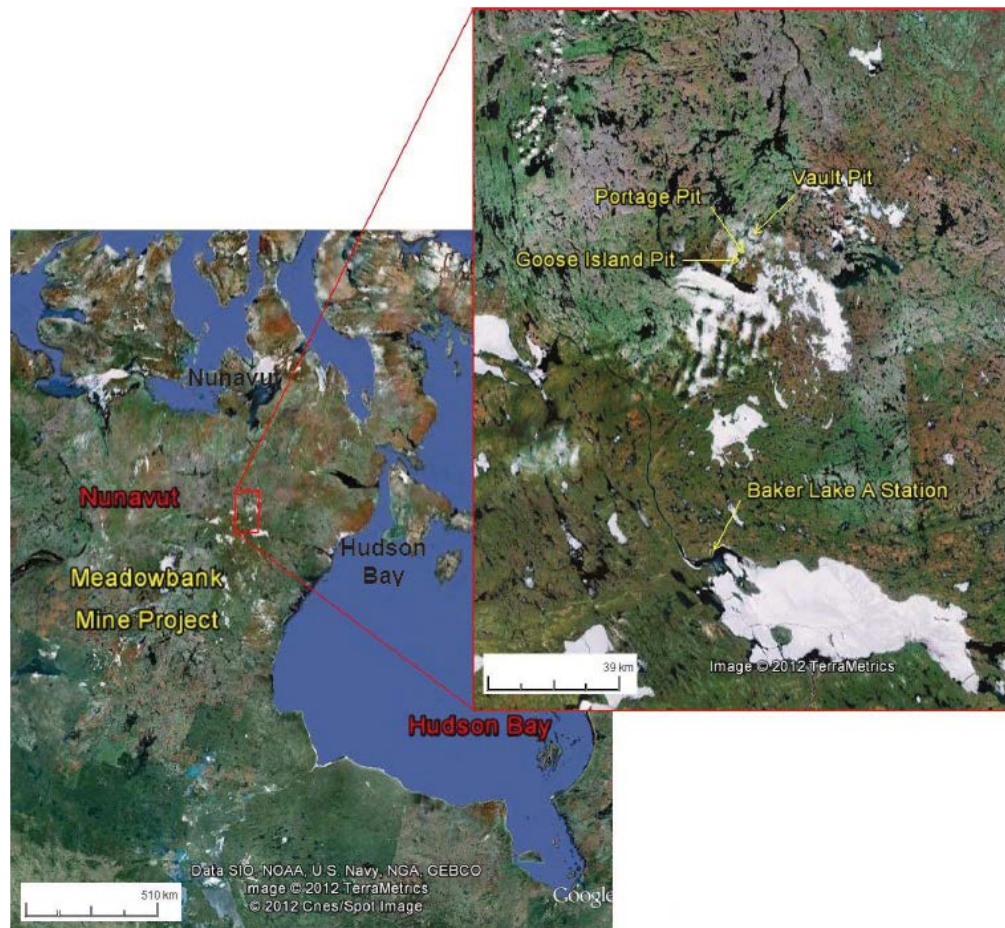 Vault Pit
Portage Pit
Goose Island Pit
Baker Lake A Station
39 km
Image © 2012 TerraMetrics
Nunavut
Nunavut
Hudson
Bay
Meadowbank
Mine Project
Hudson Bay
Data SIO, NOAA, U.S. Navy, NGA, GEBCO
Image © 2012 TerraMetrics
© 2012 Cnes/Spot Image
Google
510 km